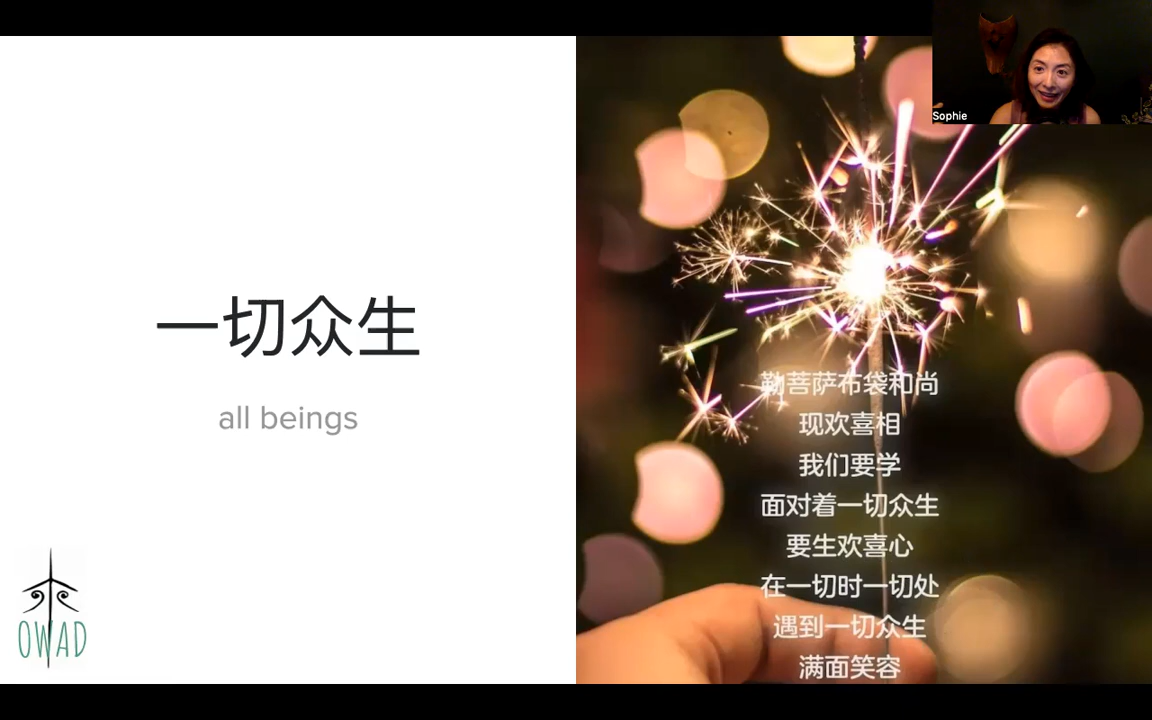 一切众生
all beings
OWAD
Sophie
勒菩萨布袋和尚
现欢喜相
我们要学
面对着一切众生
要生欢喜心
在一切时一切处
遇到一切众生
满面笑容